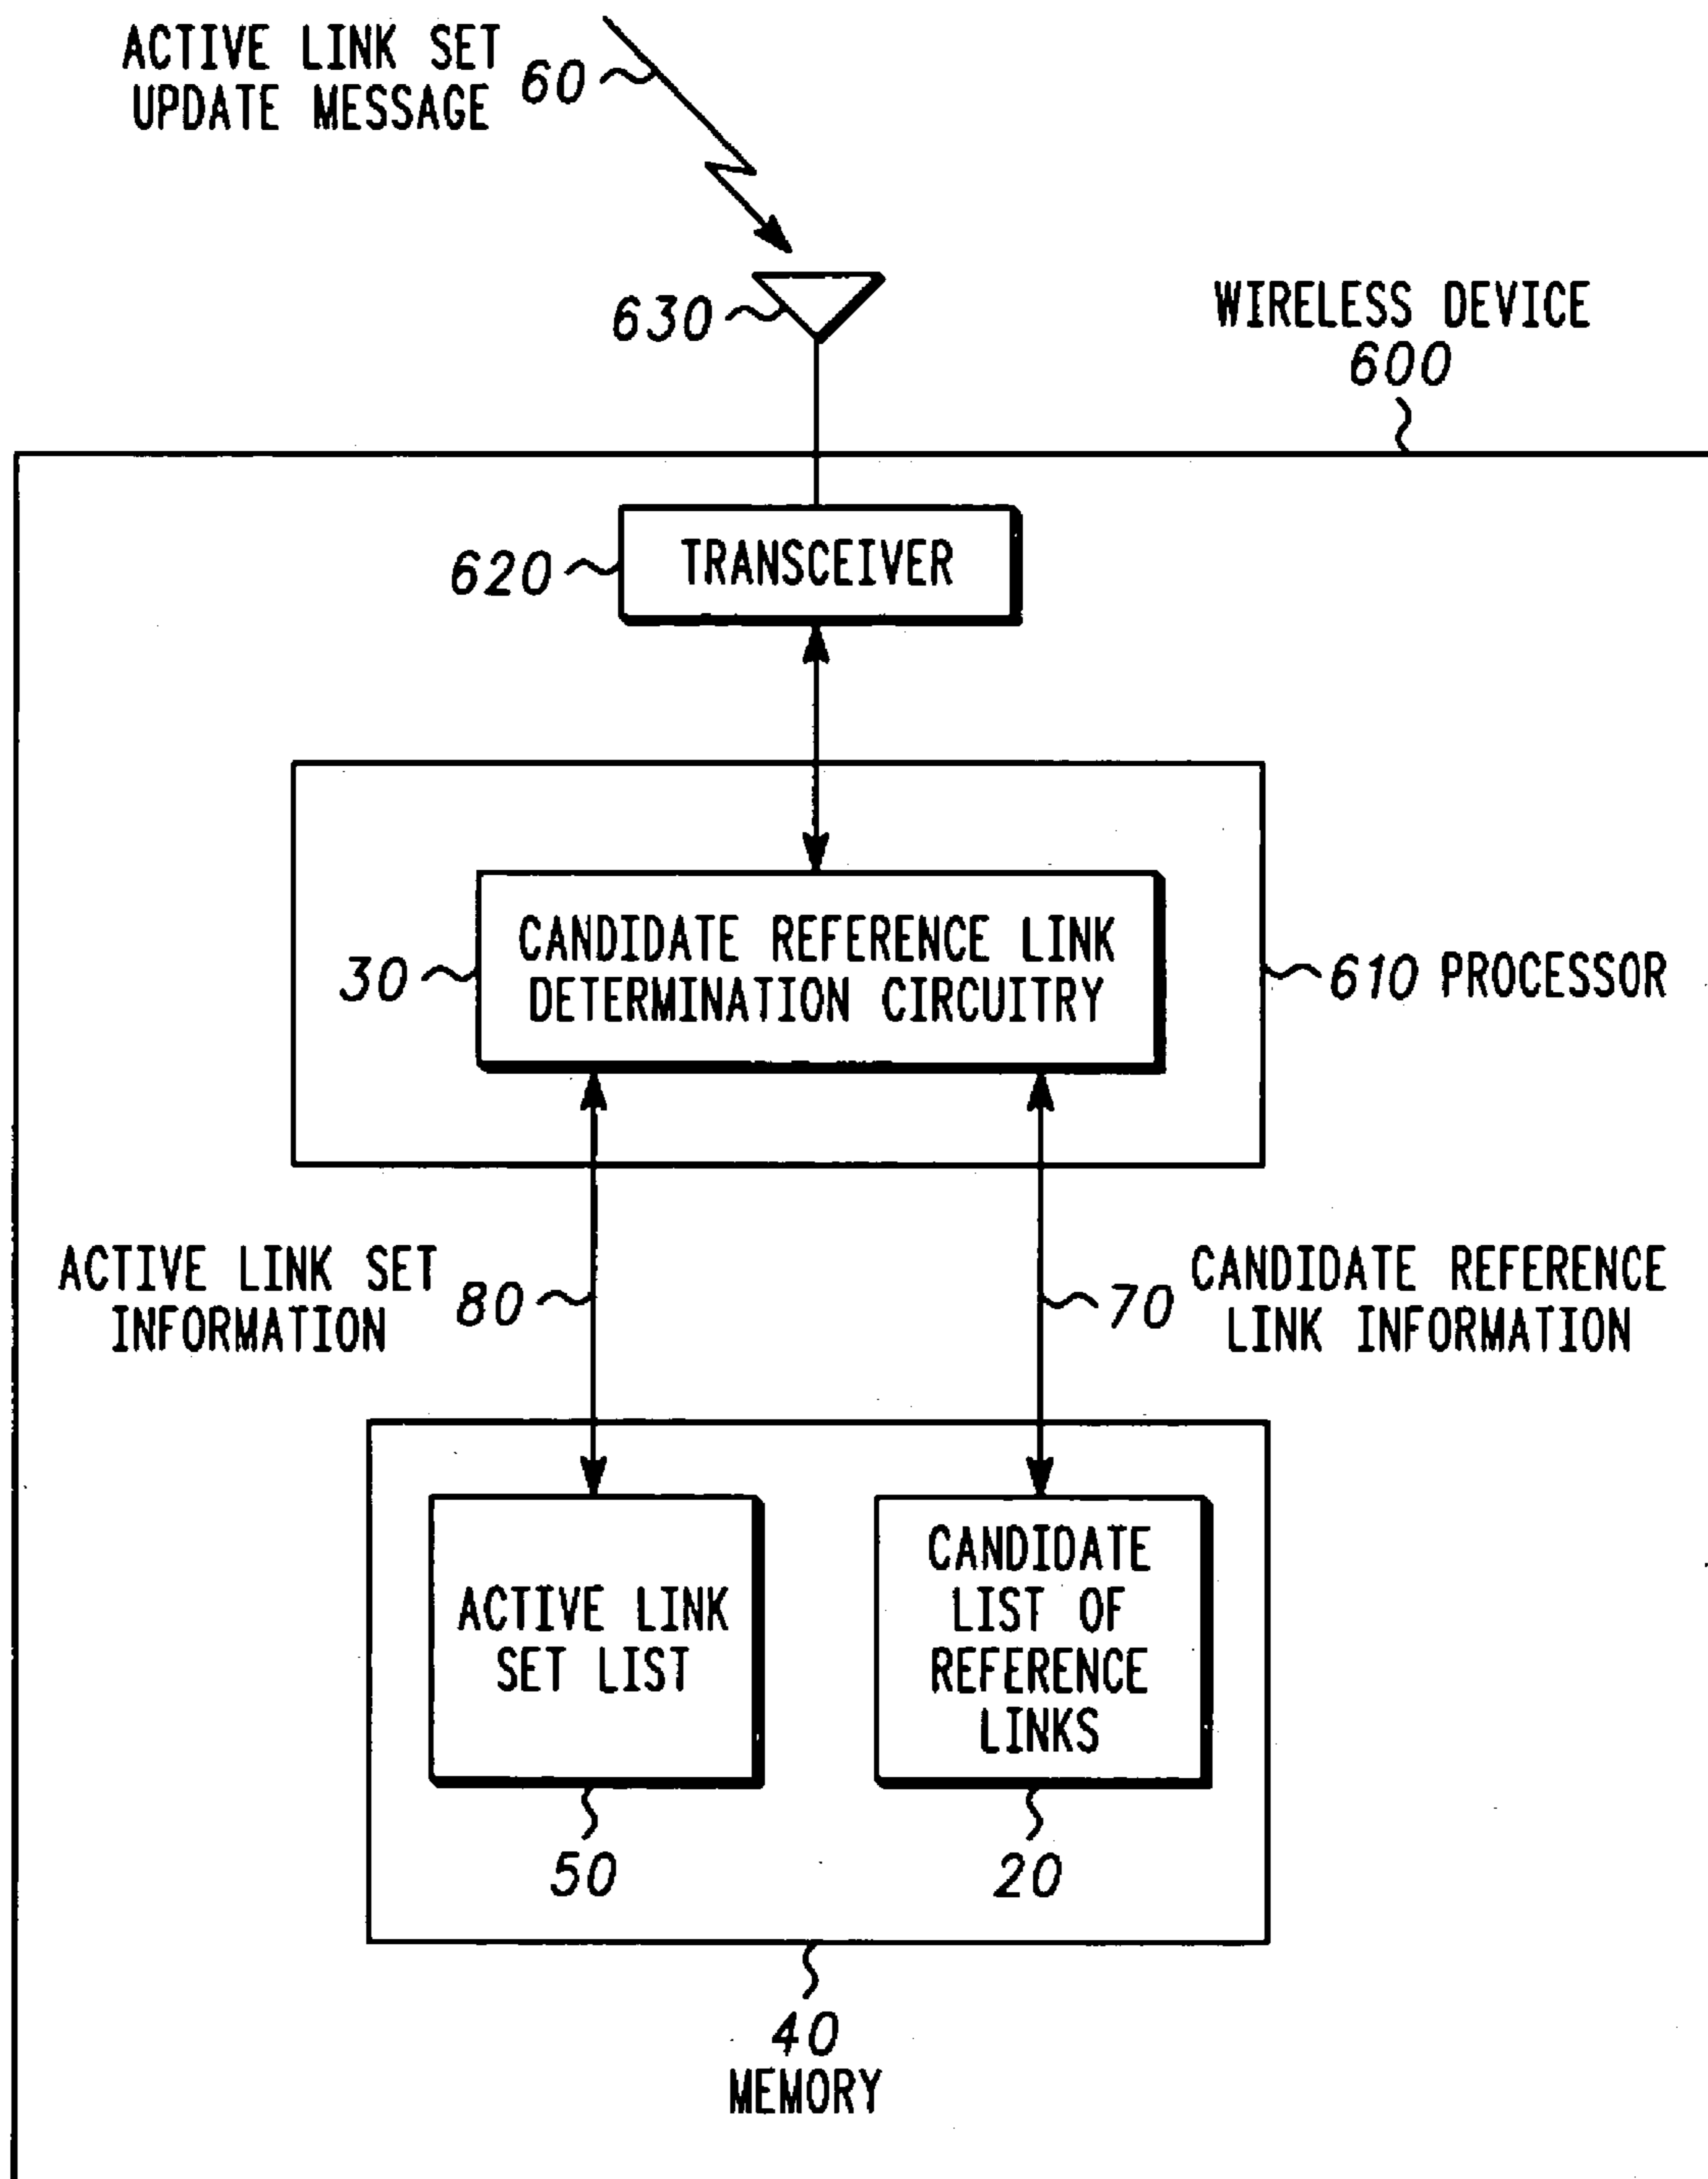 ACTIVE LINK SET
UPDATE MESSAGE
60
630
WIRELESS DEVICE
600
620
TRANSCEIVER
30
CANDIDATE REFERENCE LINK
DETERMINATION CIRCUITRY
610 PROCESSOR
ACTIVE LINK SET
INFORMATION
80
70
CANDIDATE REFERENCE
LINK INFORMATION
ACTIVE LINK
SET LIST
CANDIDATE
LIST OF
REFERENCE
LINKS
50
20
40
MEMORY